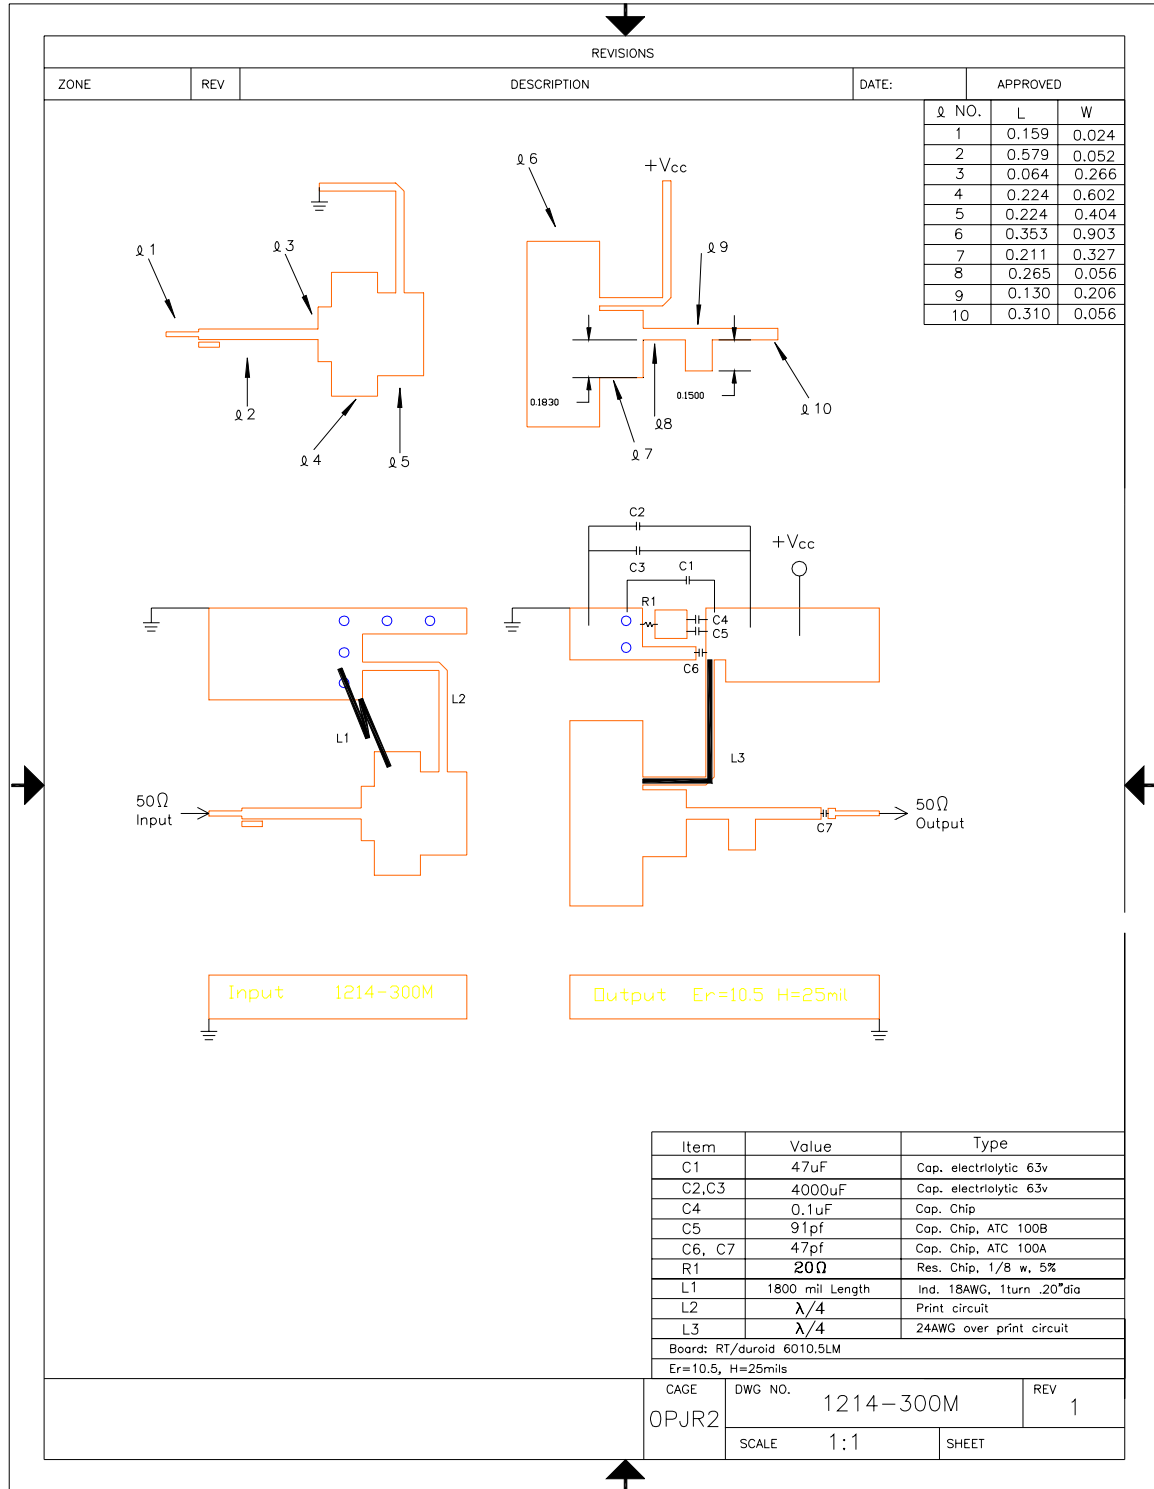 REVISIONS
ZONE REV DESCRIPTION DATE: APPROVED
ℓ NO. L W
1 0.159 0.024
2 0.579 0.052
3 0.064 0.266
4 0.224 0.602
5 0.224 0.404
6 0.353 0.903
7 0.211 0.327
8 0.265 0.056
9 0.130 0.206
10 0.310 0.056
ℓ 6
+Vcc
ℓ 1
ℓ 3
ℓ 9
0.1830
0.1500
ℓ 2
ℓ8
ℓ 10
ℓ 4
ℓ 5
ℓ 7
C2
+Vcc
C3
C1
R1
C4
C5
C6
L2
L1
L3
50Ω
Input
50Ω
Output
C7
Input 1214-300M
Output Er=10.5 H=25mil
Item Value Type
C1 47uF Cap. electrlolytic 63v
C2,C3 4000uF Cap. electrlolytic 63v
C4 0.1uF Cap. Chip
C5 91pf Cap. Chip, ATC 100B
C6, C7 47pf Cap. Chip, ATC 100A
R1 20Ω Res. Chip, 1/8 w, 5%
L1 1800 mil Length Ind. 18AWG, 1turn .20"dia
L2 λ/4 Print circuit
L3 λ/4 24AWG over print circuit
Board: RT/duroid 6010.5LM
Er=10.5, H=25mils
CAGE DWG NO. REV
0PJR2 1214-300M 1
SCALE 1:1 SHEET